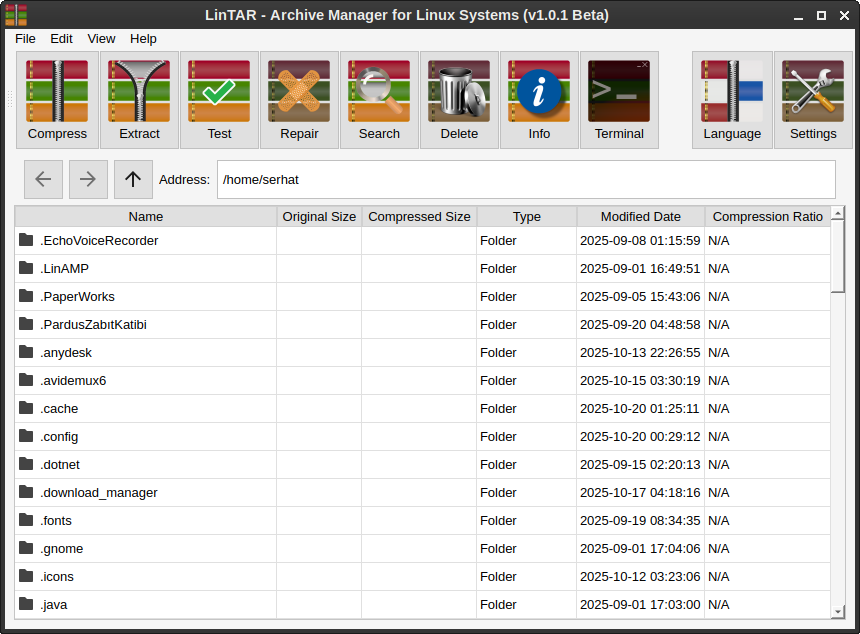 LinTAR - Archive Manager for Linux Systems (v1.0.1 Beta)
File Edit View Help
Compress Extract Test Repair Search Delete Info Terminal Language Settings
Address: /home/serhat
Name Original Size Compressed Size Type Modified Date Compression Ratio
.EchoVoiceRecorder Folder 2025-09-08 01:15:59 N/A
.LinAMP Folder 2025-09-01 16:49:51 N/A
.PaperWorks Folder 2025-09-05 15:43:06 N/A
.PardusZabıtKatibi Folder 2025-09-20 04:48:58 N/A
.anydesk Folder 2025-10-13 22:26:55 N/A
.avidemux6 Folder 2025-10-15 03:30:19 N/A
.cache Folder 2025-10-20 01:25:11 N/A
.config Folder 2025-10-20 00:29:12 N/A
.dotnet Folder 2025-09-15 02:20:13 N/A
.download_manager Folder 2025-10-17 04:18:16 N/A
.fonts Folder 2025-09-19 08:34:35 N/A
.gnome Folder 2025-09-01 17:04:06 N/A
.icons Folder 2025-10-12 03:23:06 N/A
.java Folder 2025-09-01 17:03:00 N/A